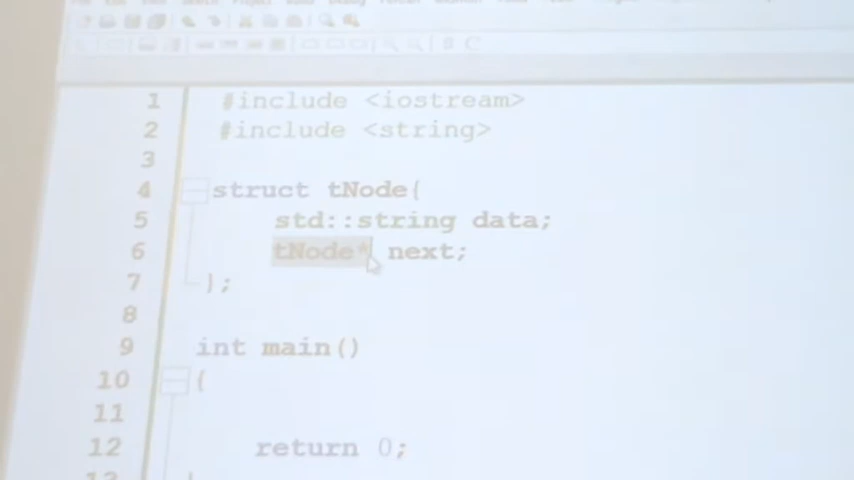 1 #include <iostream>
2 #include <string>
3
4 struct tNode{
5 std::string data;
6 tNode* next;
7 };
8
9 int main()
10 {
11
12 return 0;
13 }